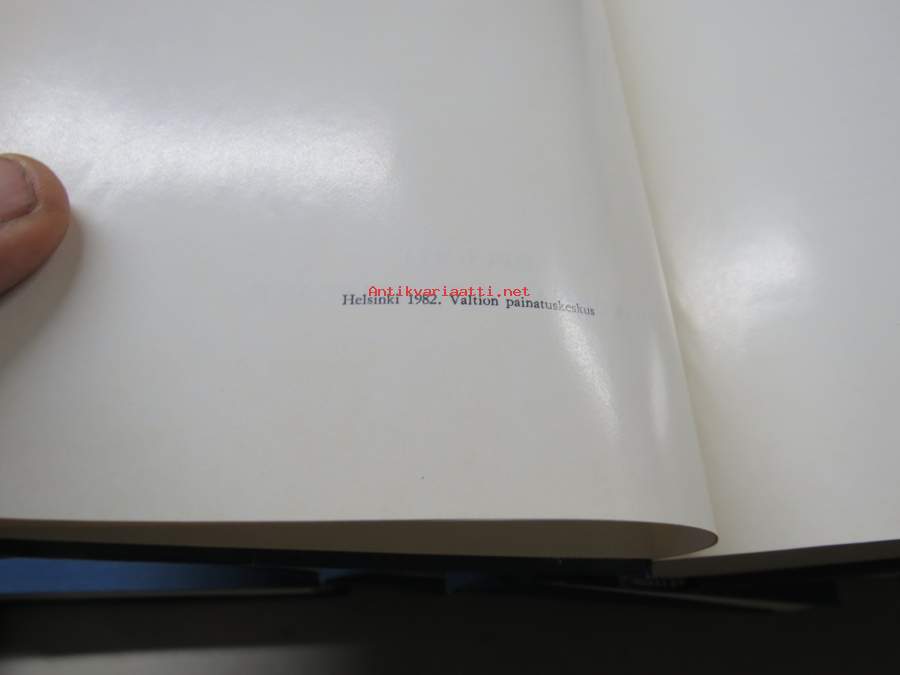 Antikvariaatti.net
Helsinki 1982. Valtion painatuskeskus